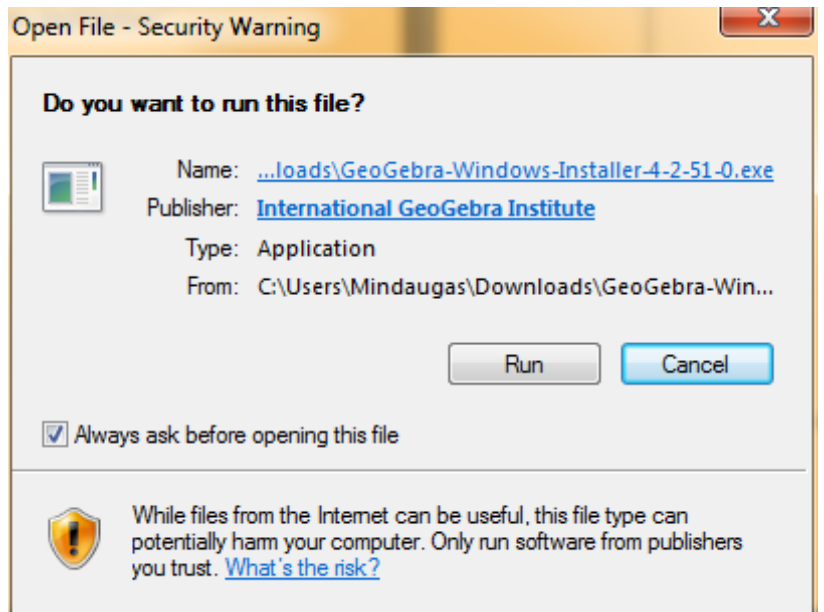 Open File - Security Warning
Do you want to run this file?
Name: ...loads\GeoGebra-Windows-Installer-4-2-51-0.exe
Publisher: International GeoGebra Institute
Type: Application
From: C:\Users\Mindaugas\Downloads\GeoGebra-Win...
Run Cancel
Always ask before opening this file
While files from the Internet can be useful, this file type can
potentially harm your computer. Only run software from publishers
you trust. What's the risk?